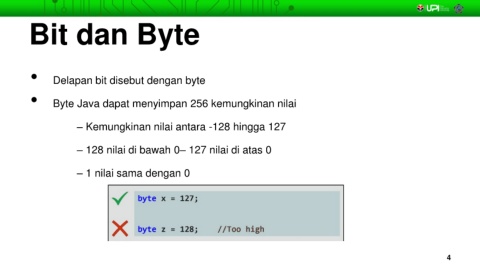 UPI
Bit dan Byte
• Delapan bit disebut dengan byte
• Byte Java dapat menyimpan 256 kemungkinan nilai
– Kemungkinan nilai antara -128 hingga 127
– 128 nilai di bawah 0– 127 nilai di atas 0
– 1 nilai sama dengan 0
byte x = 127;
byte z = 128; //Too high
4